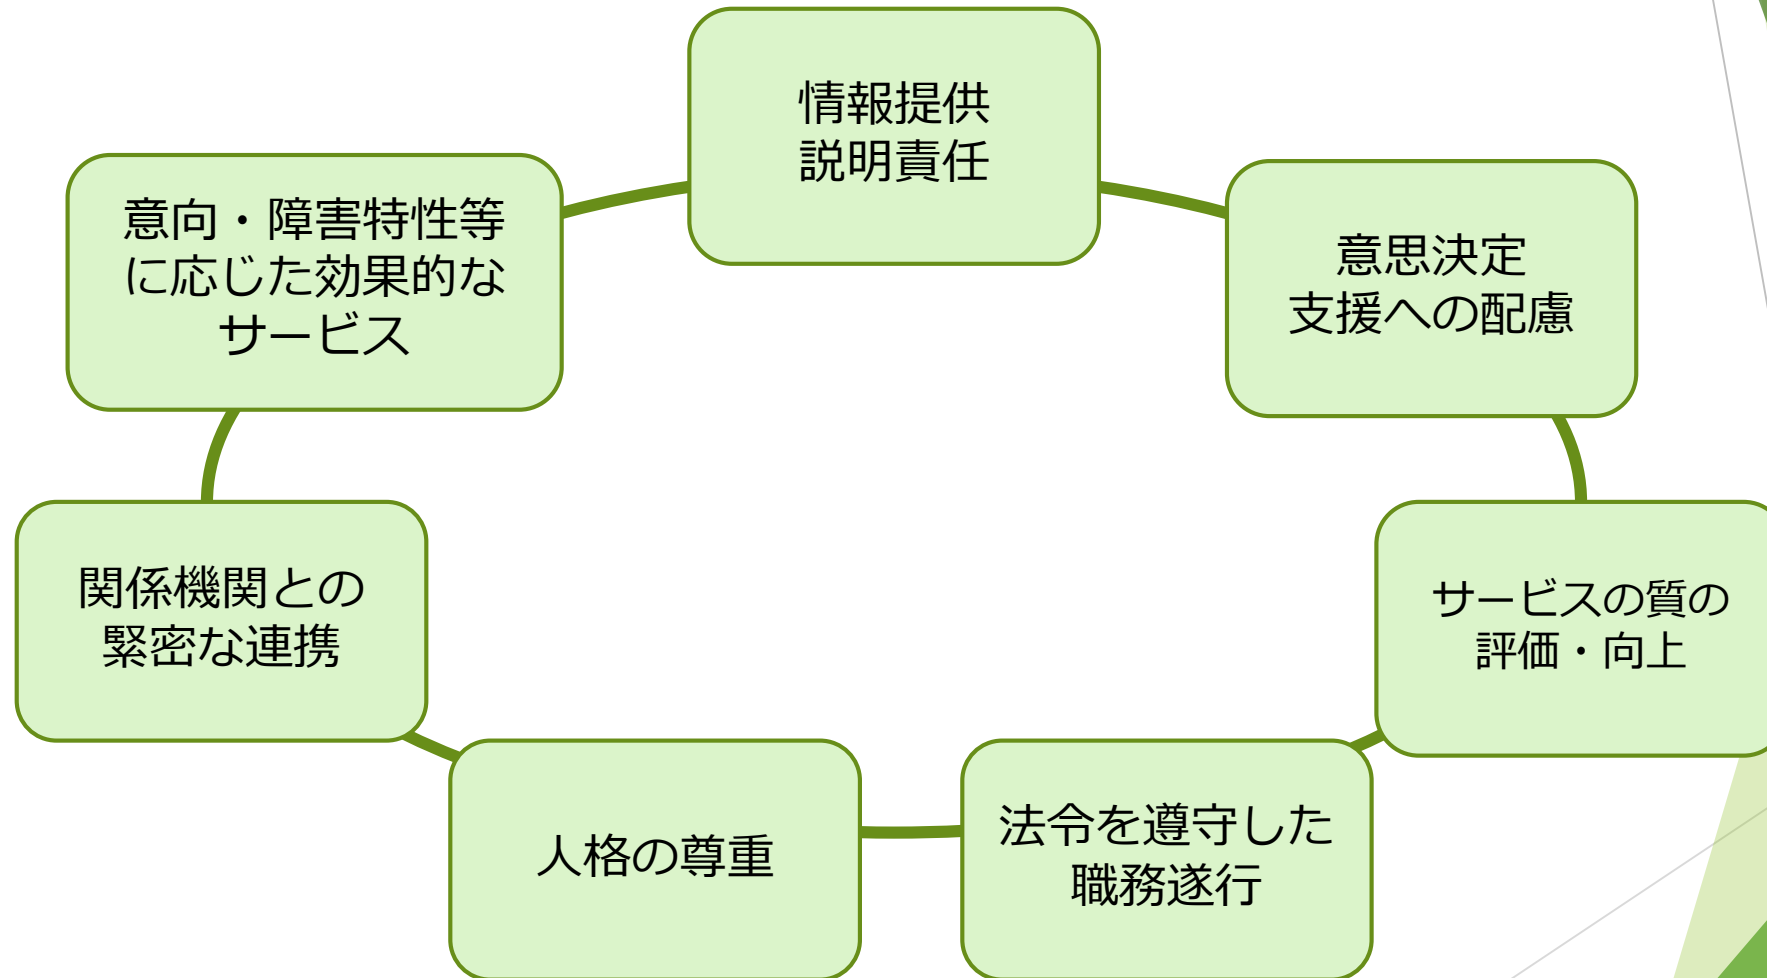 情報提供
説明責任
意思決定
支援への配慮
サービスの質の
評価・向上
法令を遵守した
職務遂行
人格の尊重
関係機関との
緊密な連携
意向・障害特性等
に応じた効果的な
サービス